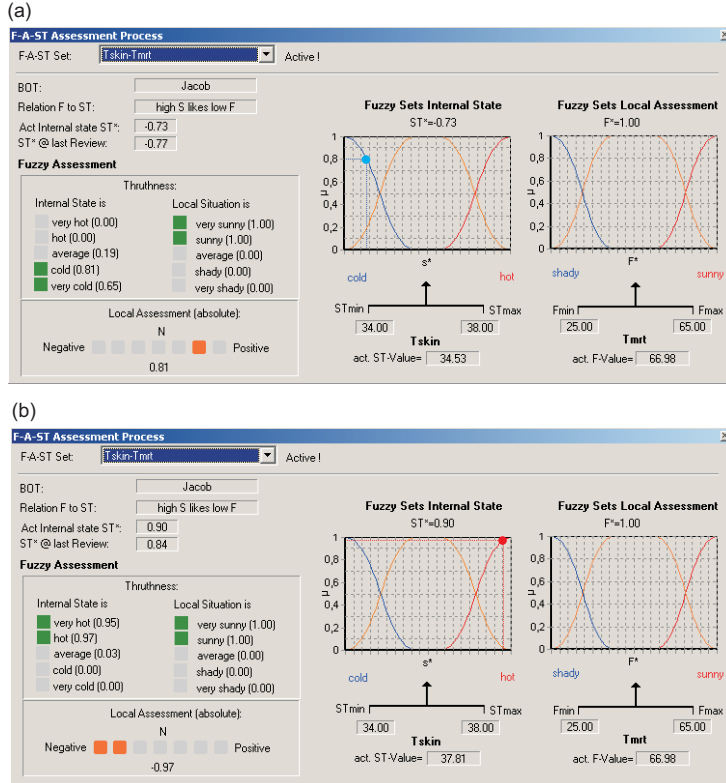 (a)
F-A-ST Assessment Process
F-A-ST Set: Tskin-Tmrt Active !
BOT: Jacob
Relation F to ST: high S likes low F
Act Internal state ST*: -0.73
ST* @ last Review: -0.77
Fuzzy Assessment
Thruthness:
Internal State is Local Situation is
very hot (0.00) very sunny (1.00)
hot (0.00) sunny (1.00)
average (0.19) average (0.00)
cold (0.81) shady (0.00)
very cold (0.65) very shady (0.00)
Local Assessment (absolute):
N
Negative Positive
0.81
Fuzzy Sets Internal State Fuzzy Sets Local Assessment
ST*=-0.73 F*=1.00
1 1
0,8 0,8
0,6 0,6
μ μ
0,4 0,4
0,2 0,2
0 0
s* F*
cold hot shady sunny
STmin STmax Fmin Fmax
34.00 38.00 25.00 65.00
Tskin Tmrt
act. ST-Value= 34.53 act. F-Value= 66.98
(b)
F-A-ST Assessment Process
F-A-ST Set: Tskin-Tmrt Active !
BOT: Jacob
Relation F to ST: high S likes low F
Act Internal state ST*: 0.90
ST* @ last Review: 0.84
Fuzzy Assessment
Thruthness:
Internal State is Local Situation is
very hot (0.95) very sunny (1.00)
hot (0.97) sunny (1.00)
average (0.03) average (0.00)
cold (0.00) shady (0.00)
very cold (0.00) very shady (0.00)
Local Assessment (absolute):
N
Negative Positive
-0.97
Fuzzy Sets Internal State Fuzzy Sets Local Assessment
ST*=0.90 F*=1.00
1 1
0,8 0,8
0,6 0,6
μ μ
0,4 0,4
0,2 0,2
0 0
s* F*
cold hot shady sunny
STmin STmax Fmin Fmax
34.00 38.00 25.00 65.00
Tskin Tmrt
act. ST-Value= 37.81 act. F-Value= 66.98